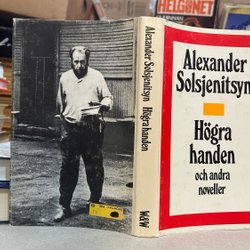 HELGONET
Alexander
Solsjenitsyn
Högra
handen
och andra
noveller
Alexander
Solsjenitsyn
Högra handen
W&W